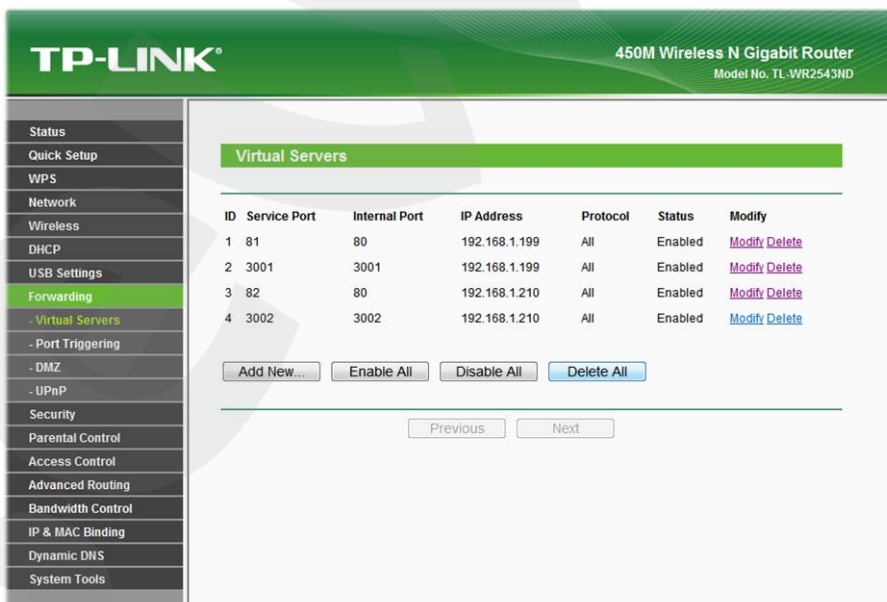 TP-LINK®
450M Wireless N Gigabit Router
Model No. TL-WR2543ND
Status
Quick Setup
WPS
Network
Wireless
DHCP
USB Settings
Forwarding
- Virtual Servers
- Port Triggering
- DMZ
- UPnP
Security
Parental Control
Access Control
Advanced Routing
Bandwidth Control
IP & MAC Binding
Dynamic DNS
System Tools
Virtual Servers
ID Service Port Internal Port IP Address Protocol Status Modify
1 81 80 192.168.1.199 All Enabled Modify Delete
2 3001 3001 192.168.1.199 All Enabled Modify Delete
3 82 80 192.168.1.210 All Enabled Modify Delete
4 3002 3002 192.168.1.210 All Enabled Modify Delete
Add New... Enable All Disable All Delete All
Previous Next